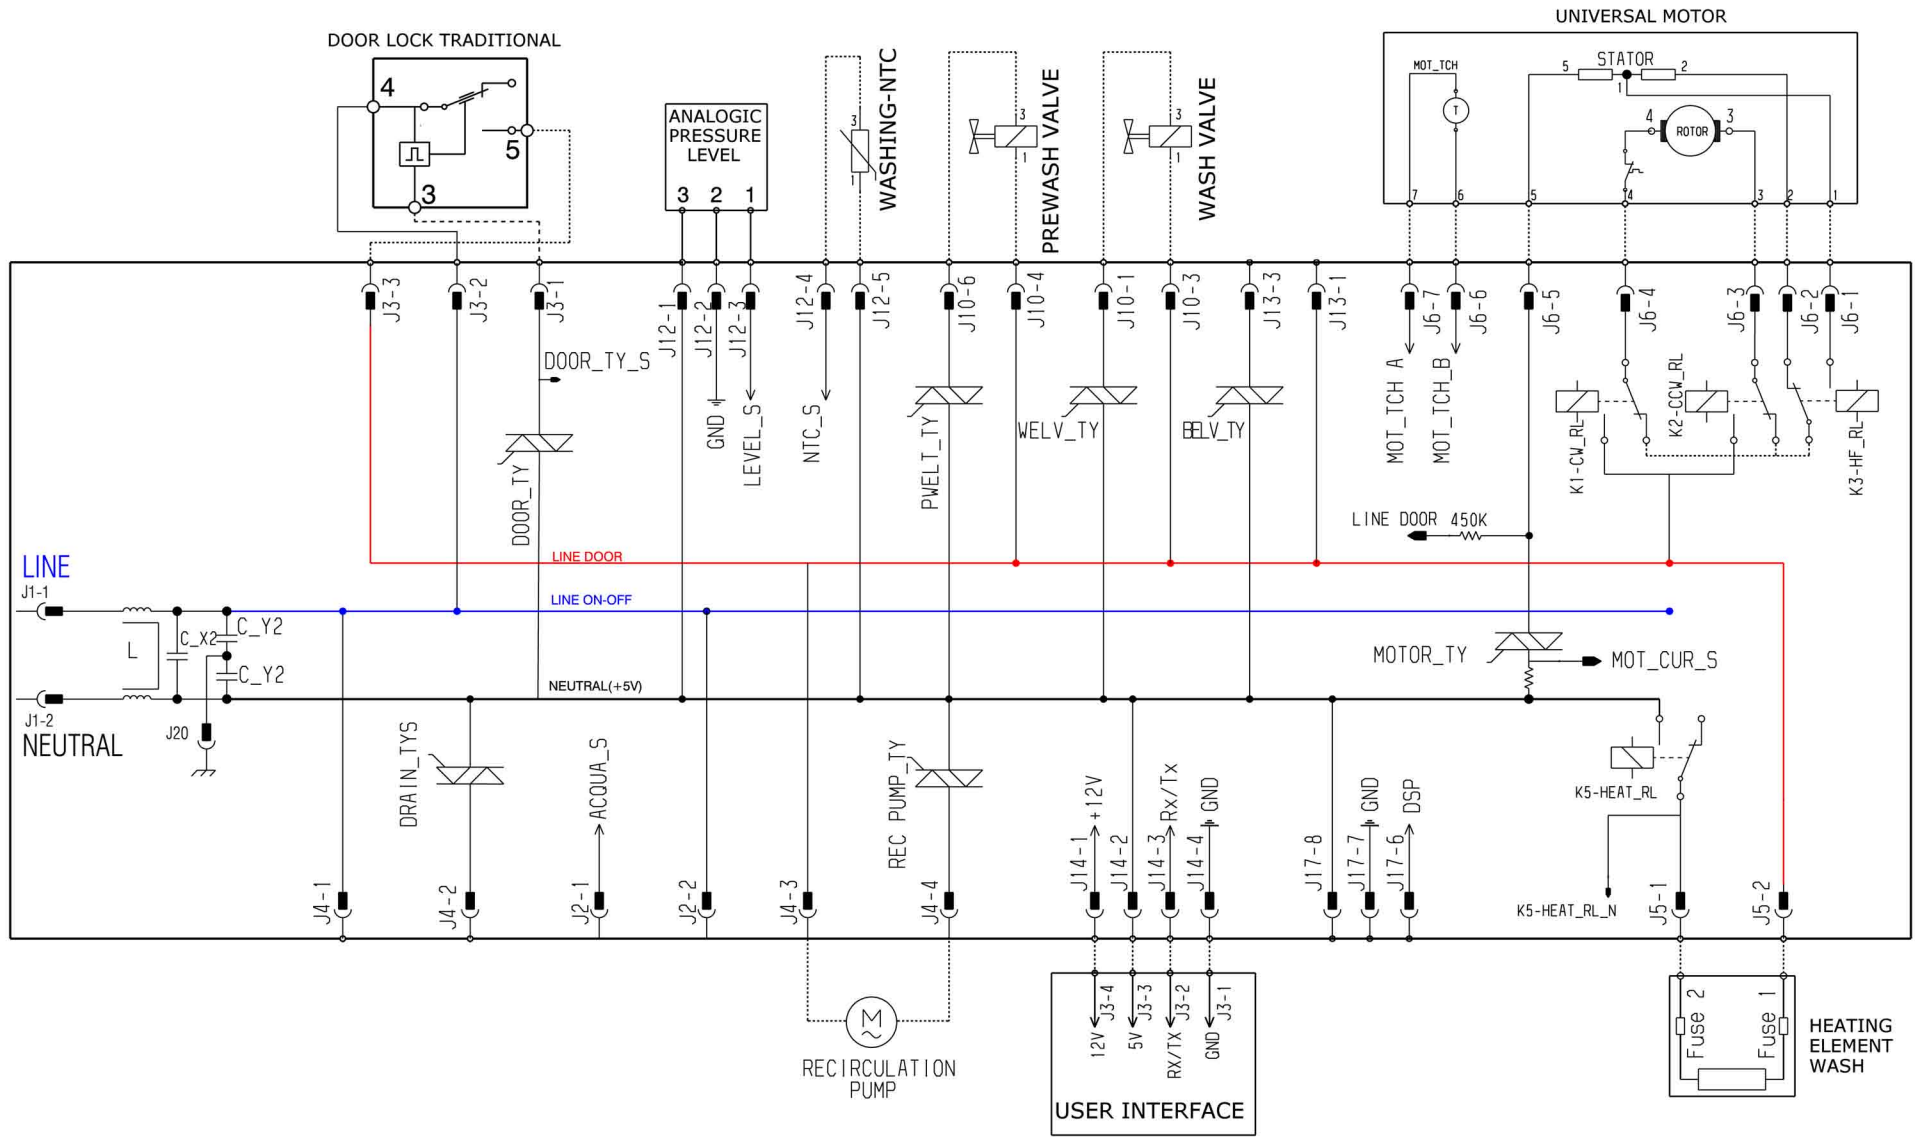 UNIVERSAL MOTOR
DOOR LOCK TRADITIONAL
4
5
3
ANALOGIC
PRESSURE
LEVEL
3 2 1
3
1
WASHING-NTC
3
1
PREWASH VALVE
3
1
WASH VALVE
MOT_TCH
T
STATOR
5
1
2
4
ROTOR
3
7
6
5
4
3
2
1
J3-3
J3-2
J3-1
J12-1
J12-2
J12-3
J12-4
J12-5
J10-6
J10-4
J10-1
J10-3
J13-3
J13-1
J6-7
J6-6
J6-5
J6-4
J6-3
J6-2
J6-1
DOOR_TY_S
DOOR_TY
GND
LEVEL_S
NTC_S
PWELT_TY
WELV_TY
BELV_TY
MOT_TCH A
MOT_TCH_B
K1-CW_RL
K2-CCW_RL
K3-HF_RL
LINE DOOR 450K
LINE DOOR
LINE
J1-1
LINE ON-OFF
L
C_X2
C_Y2
C_Y2
NEUTRAL(+5V)
J1-2
NEUTRAL
J20
MOTOR_TY
MOT_CUR_S
DRAIN_TYS
ACQUA_S
REC PUMP_TY
+12V
Rx/Tx
GND
GND
DSP
K5-HEAT_RL
K5-HEAT_RL_N
J4-1
J4-2
J2-1
J2-2
J4-3
J4-4
J14-1
J14-2
J14-3
J14-4
J17-8
J17-7
J17-6
J5-1
J5-2
M
RECIRCULATION
PUMP
J3-4
J3-3
J3-2
J3-1
12V
5V
RX/TX
GND
USER INTERFACE
Fuse 2
Fuse 1
HEATING
ELEMENT
WASH